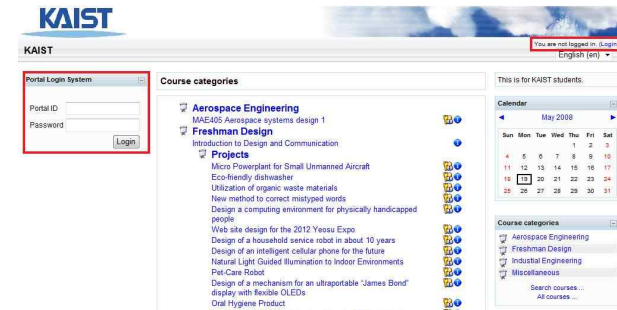 KAIST
KAIST
You are not logged in. (Login
English (en)
Portal Login System
Portal ID
Password
Login
Course categories
Aerospace Engineering
MAE405 Aerospace systems design 1
Freshman Design
Introduction to Design and Communication
Projects
Micro Powerplant for Small Unmanned Aircraft
Eco-friendly dishwasher
Utilization of organic waste materials
New method to correct mistyped words
Design a computing environment for physically handicapped
people
Web site design for the 2012 Yeosu Expo
Design of a household service robot in about 10 years
Design of an intelligent cellular phone for the future
Natural Light Guided Illumination to Indoor Environments
Pet-Care Robot
Design of a mechanism for an ultraportable "James Bond"
display with flexible OLEDs
Oral Hygiene Product
This is for KAIST students.
Calendar
May 2008
Sun Mon Tue Wed Thu Fri Sat
1 2 3
4 5 6 7 8 9 10
11 12 13 14 15 16 17
18 19 20 21 22 23 24
25 26 27 28 29 30 31
Course categories
Aerospace Engineering
Freshman Design
Industial Engineering
Miscellaneous
Search courses...
All courses ...